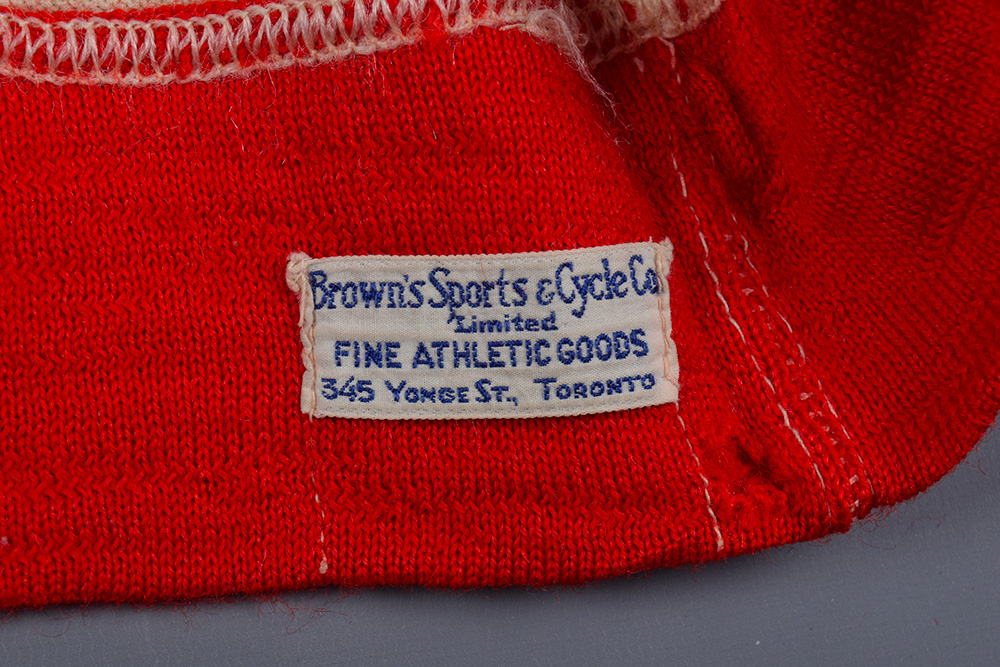 Brown's Sports & Cycle Co
Limited
FINE ATHLETIC GOODS
345 YONGE ST., TORONTO